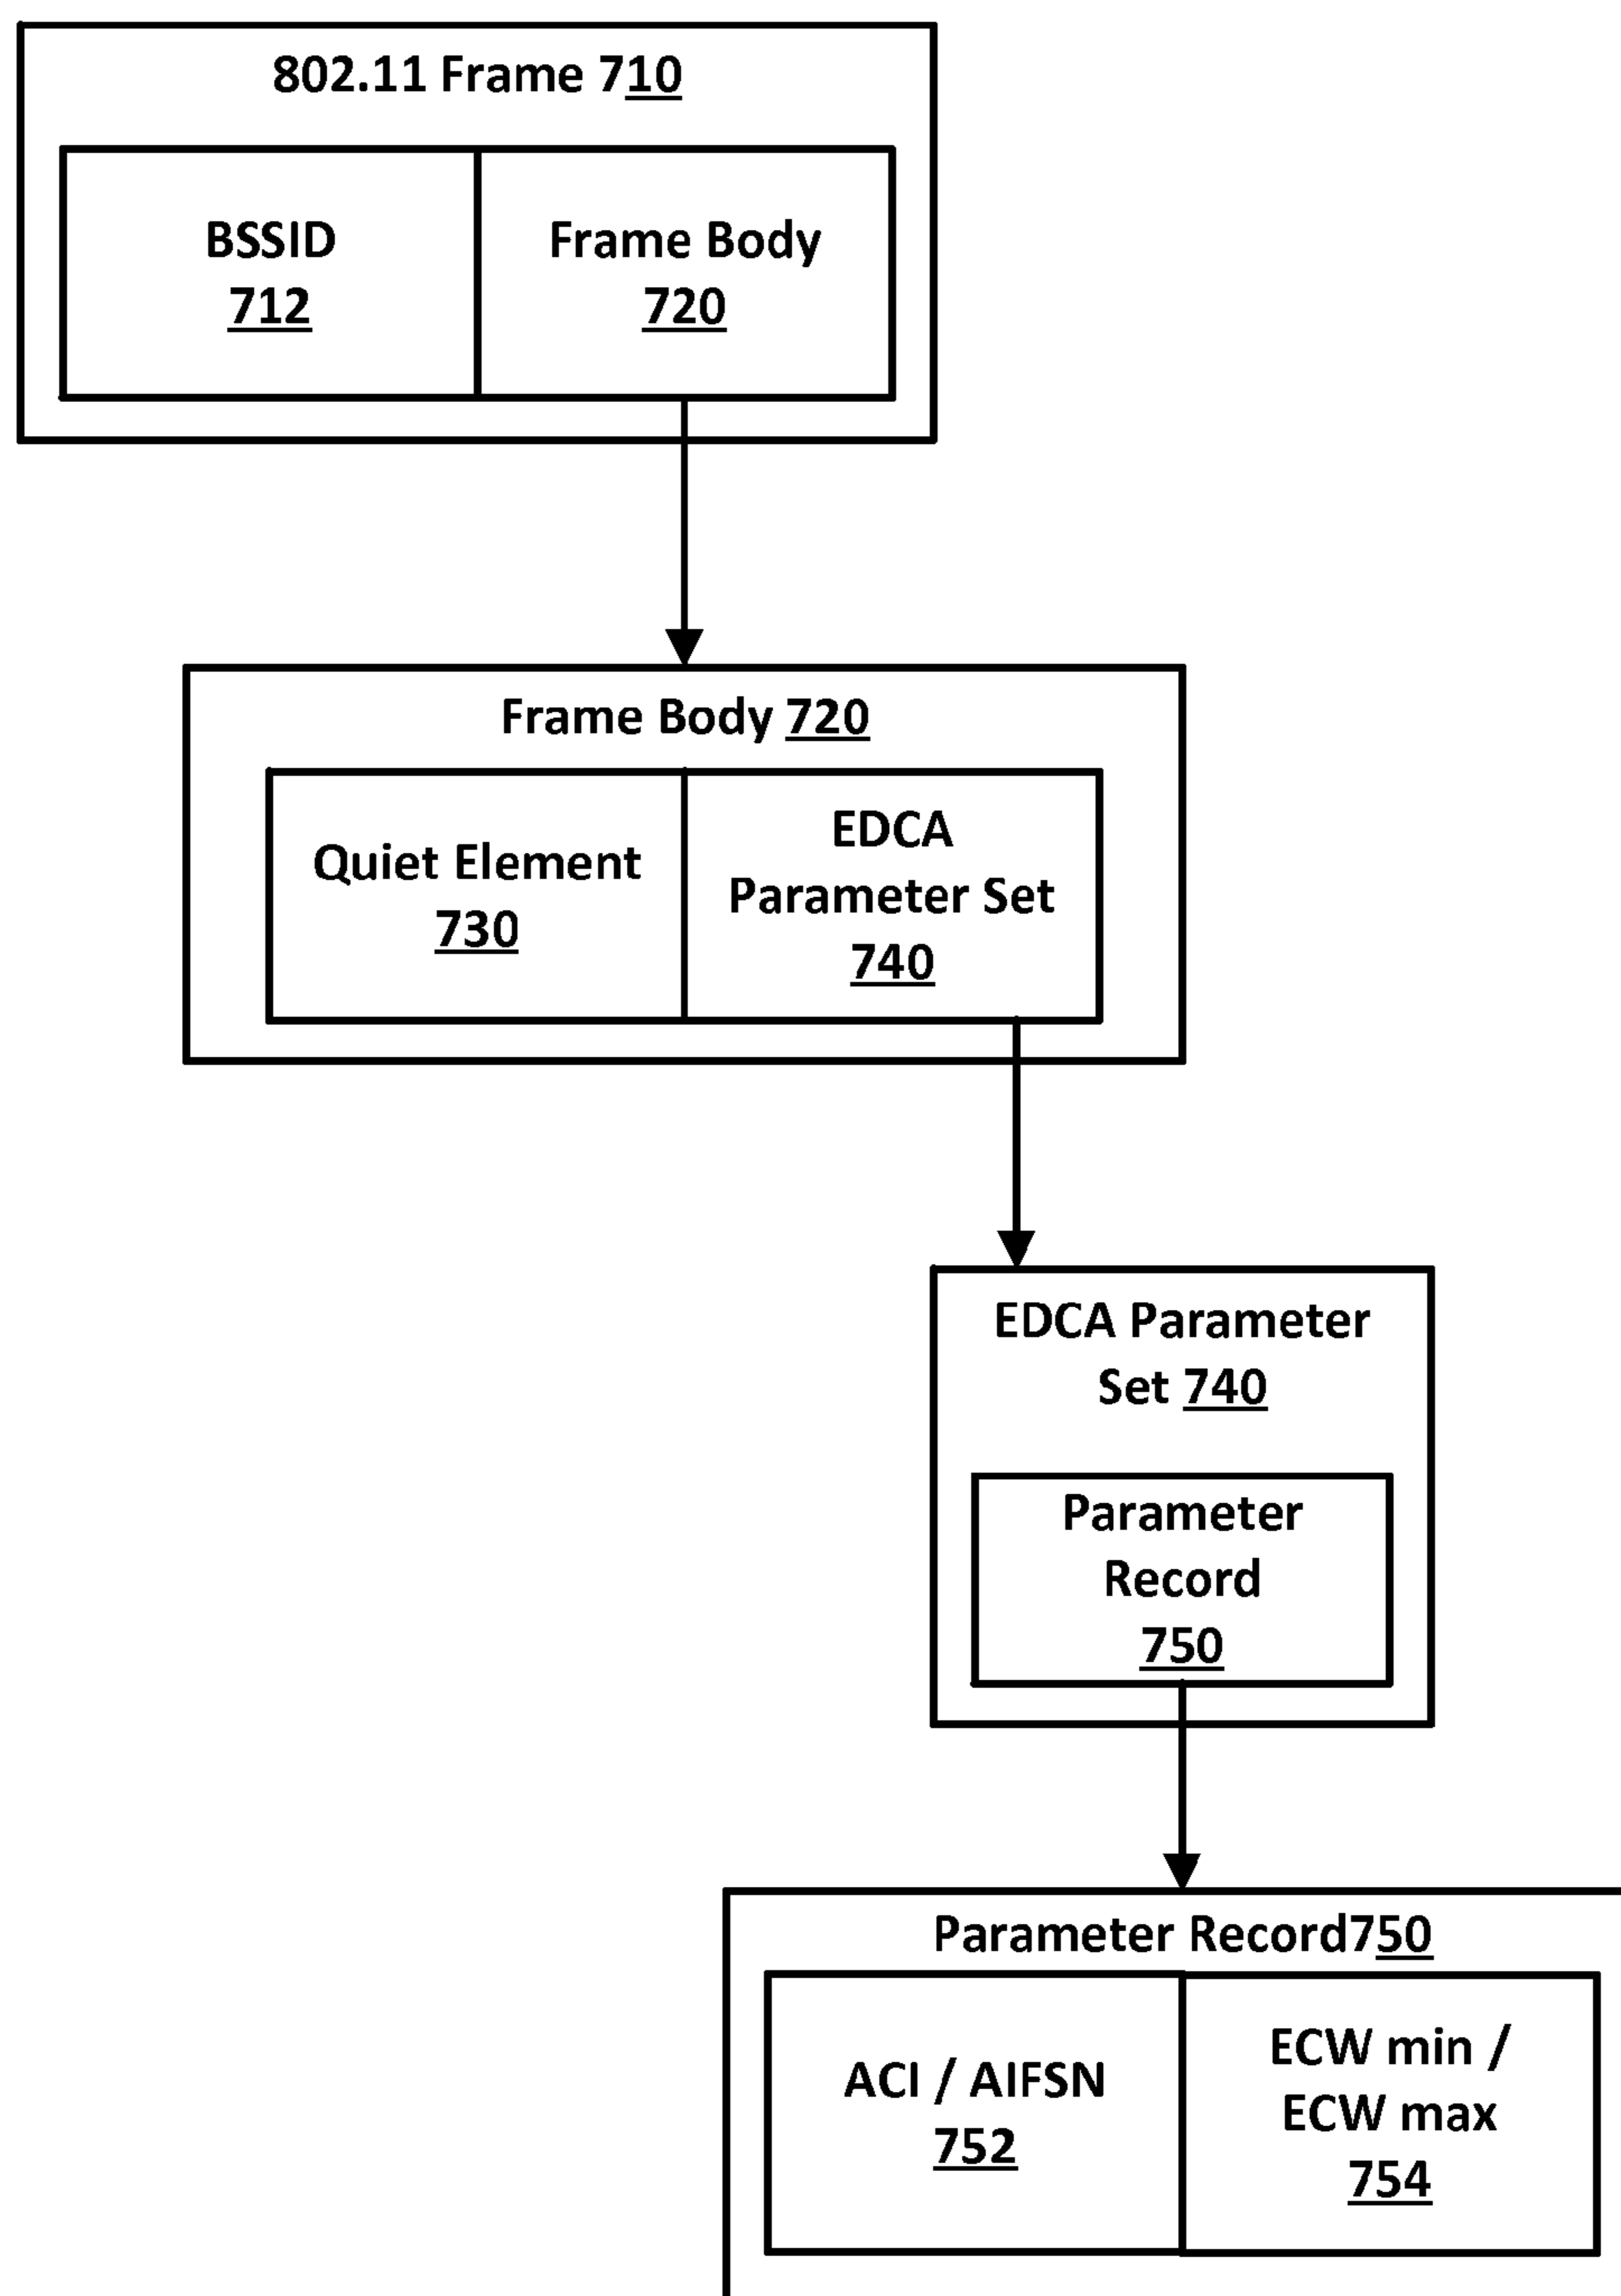 802.11 Frame 710
BSSID
712
Frame Body
720
Frame Body 720
Quiet Element
730
EDCA
Parameter Set
740
EDCA Parameter
Set 740
Parameter
Record
750
Parameter Record750
ACI / AIFSN
752
ECW min /
ECW max
754